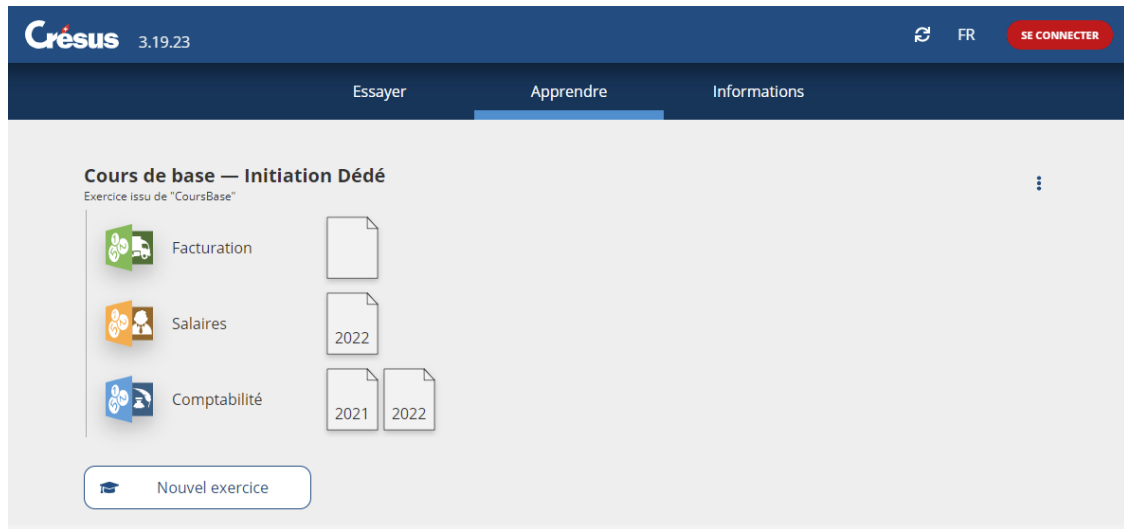 Crésus 3.19.23 FR SE CONNECTER
Essayer Apprendre Informations
Cours de base — Initiation Dédé
Exercice issu de "CoursBase"
Facturation
Salaires 2022
Comptabilité 2021 2022
Nouvel exercice